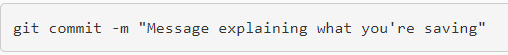 git commit -m "Message explaining what you're saving"